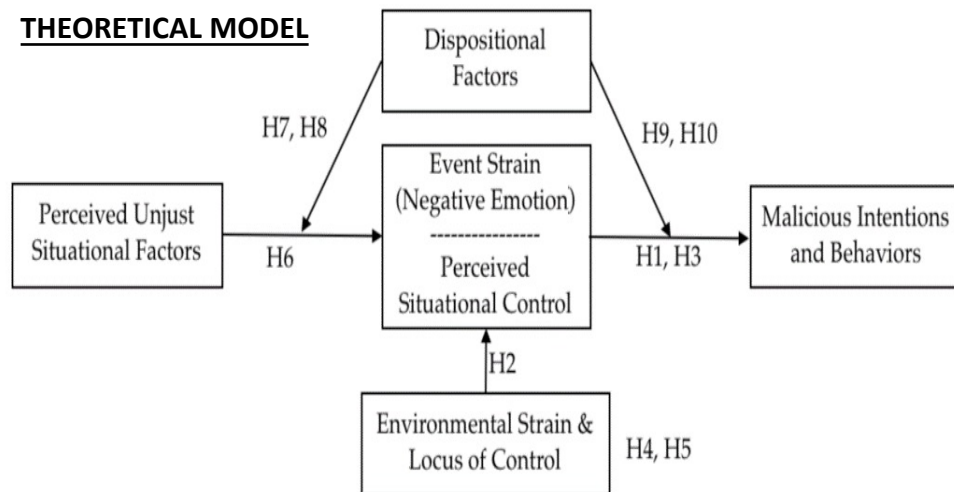 THEORETICAL MODEL
Dispositional
Factors
H7, H8
H9, H10
Perceived Unjust
Situational Factors
H6
Event Strain
(Negative Emotion)
-----------------
Perceived
Situational Control
H1, H3
Malicious Intentions
and Behaviors
H2
Environmental Strain &
Locus of Control
H4, H5